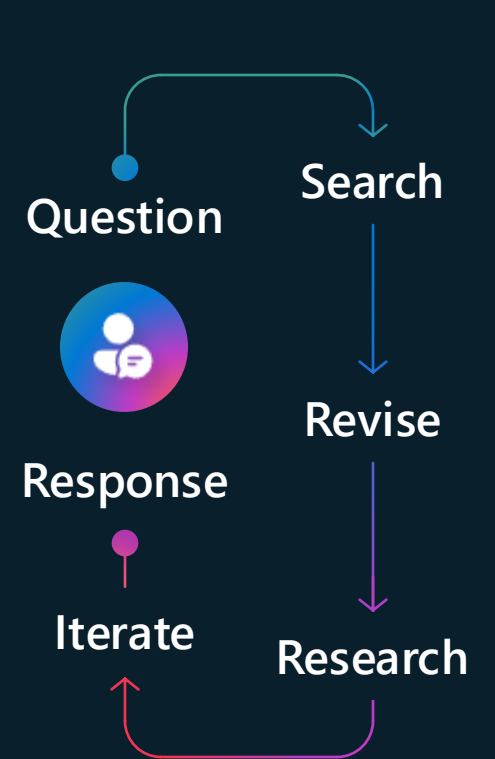 Question
Search
Revise
Research
Iterate
Response